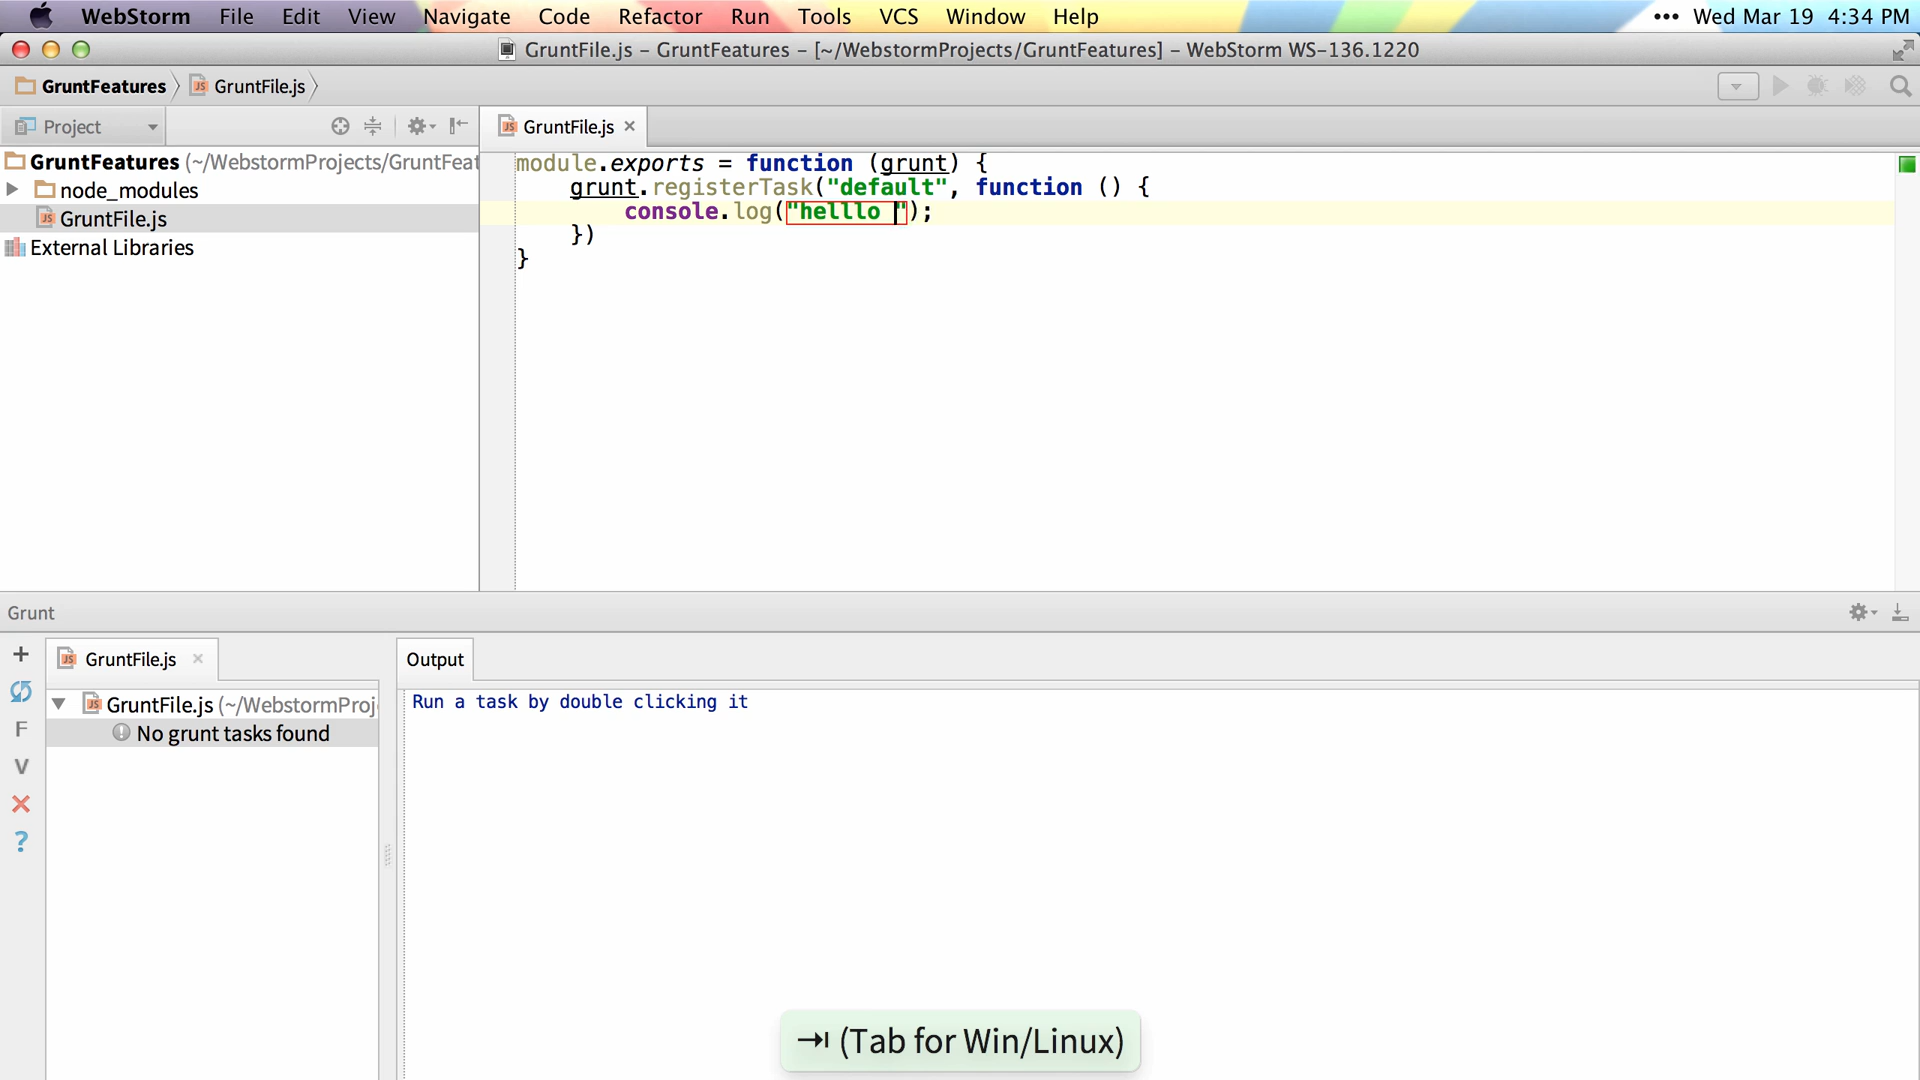 WebStorm File Edit View Navigate Code Refactor Run Tools VCS Window Help ••• Wed Mar 19 4:34 PM
GruntFile.js – GruntFeatures – [~/WebstormProjects/GruntFeatures] – WebStorm WS-136.1220
GruntFeatures GruntFile.js
Project
GruntFile.js
GruntFeatures (~/WebstormProjects/GruntFeat
node_modules
GruntFile.js
External Libraries
module.exports = function (grunt) {
grunt.registerTask("default", function () {
console.log("helllo ");
})
}
Grunt
GruntFile.js
Output
GruntFile.js (~/WebstormProj
No grunt tasks found
F
V
?
Run a task by double clicking it
⇥ (Tab for Win/Linux)